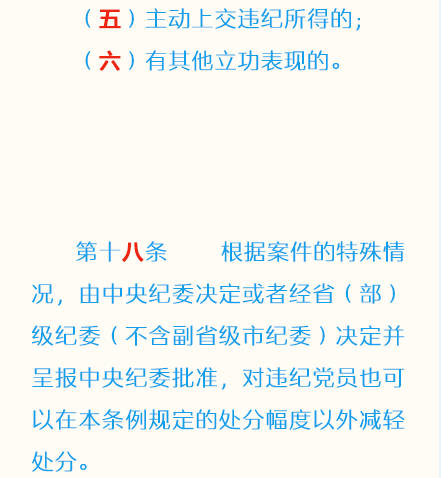 （五）主动上交违纪所得的；
（六）有其他立功表现的。
第十八条　　根据案件的特殊情
况，由中央纪委决定或者经省（部）
级纪委（不含副省级市纪委）决定并
呈报中央纪委批准，对违纪党员也可
以在本条例规定的处分幅度以外减轻
处分。